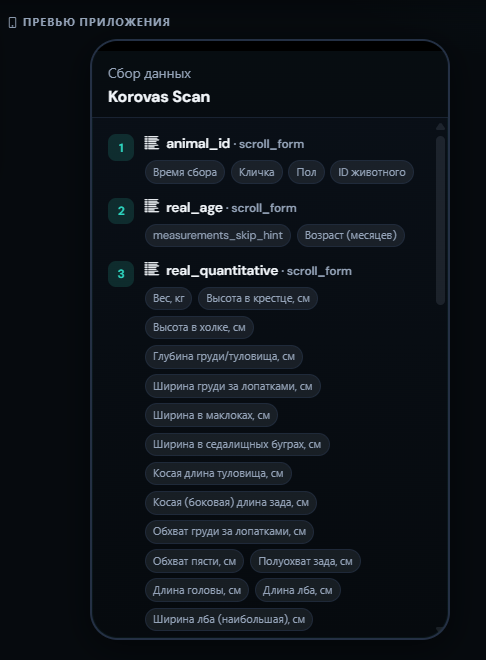 ПРЕВЬЮ ПРИЛОЖЕНИЯ
Сбор данных
Korovas Scan
1 animal_id · scroll_form
Время сбора Кличка Пол ID животного
2 real_age · scroll_form
measurements_skip_hint Возраст (месяцев)
3 real_quantitative · scroll_form
Вес, кг Высота в крестце, см
Высота в холке, см
Глубина груди/туловища, см
Ширина груди за лопатками, см
Ширина в маклоках, см
Ширина в седалищных буграх, см
Косая длина туловища, см
Косая (боковая) длина зада, см
Обхват груди за лопатками, см
Обхват пясти, см Полуохват зада, см
Длина головы, см Длина лба, см
Ширина лба (наибольшая), см